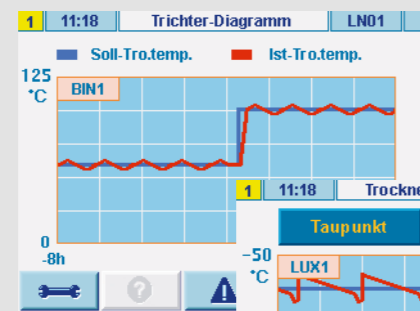 1 11:18 Trichter-Diagramm LN01
Soll-Tro.temp. Ist-Tro.temp.
125
°C
BIN1
0
-8h
1 11:18
Taupunkt
-50
°C
LUX1